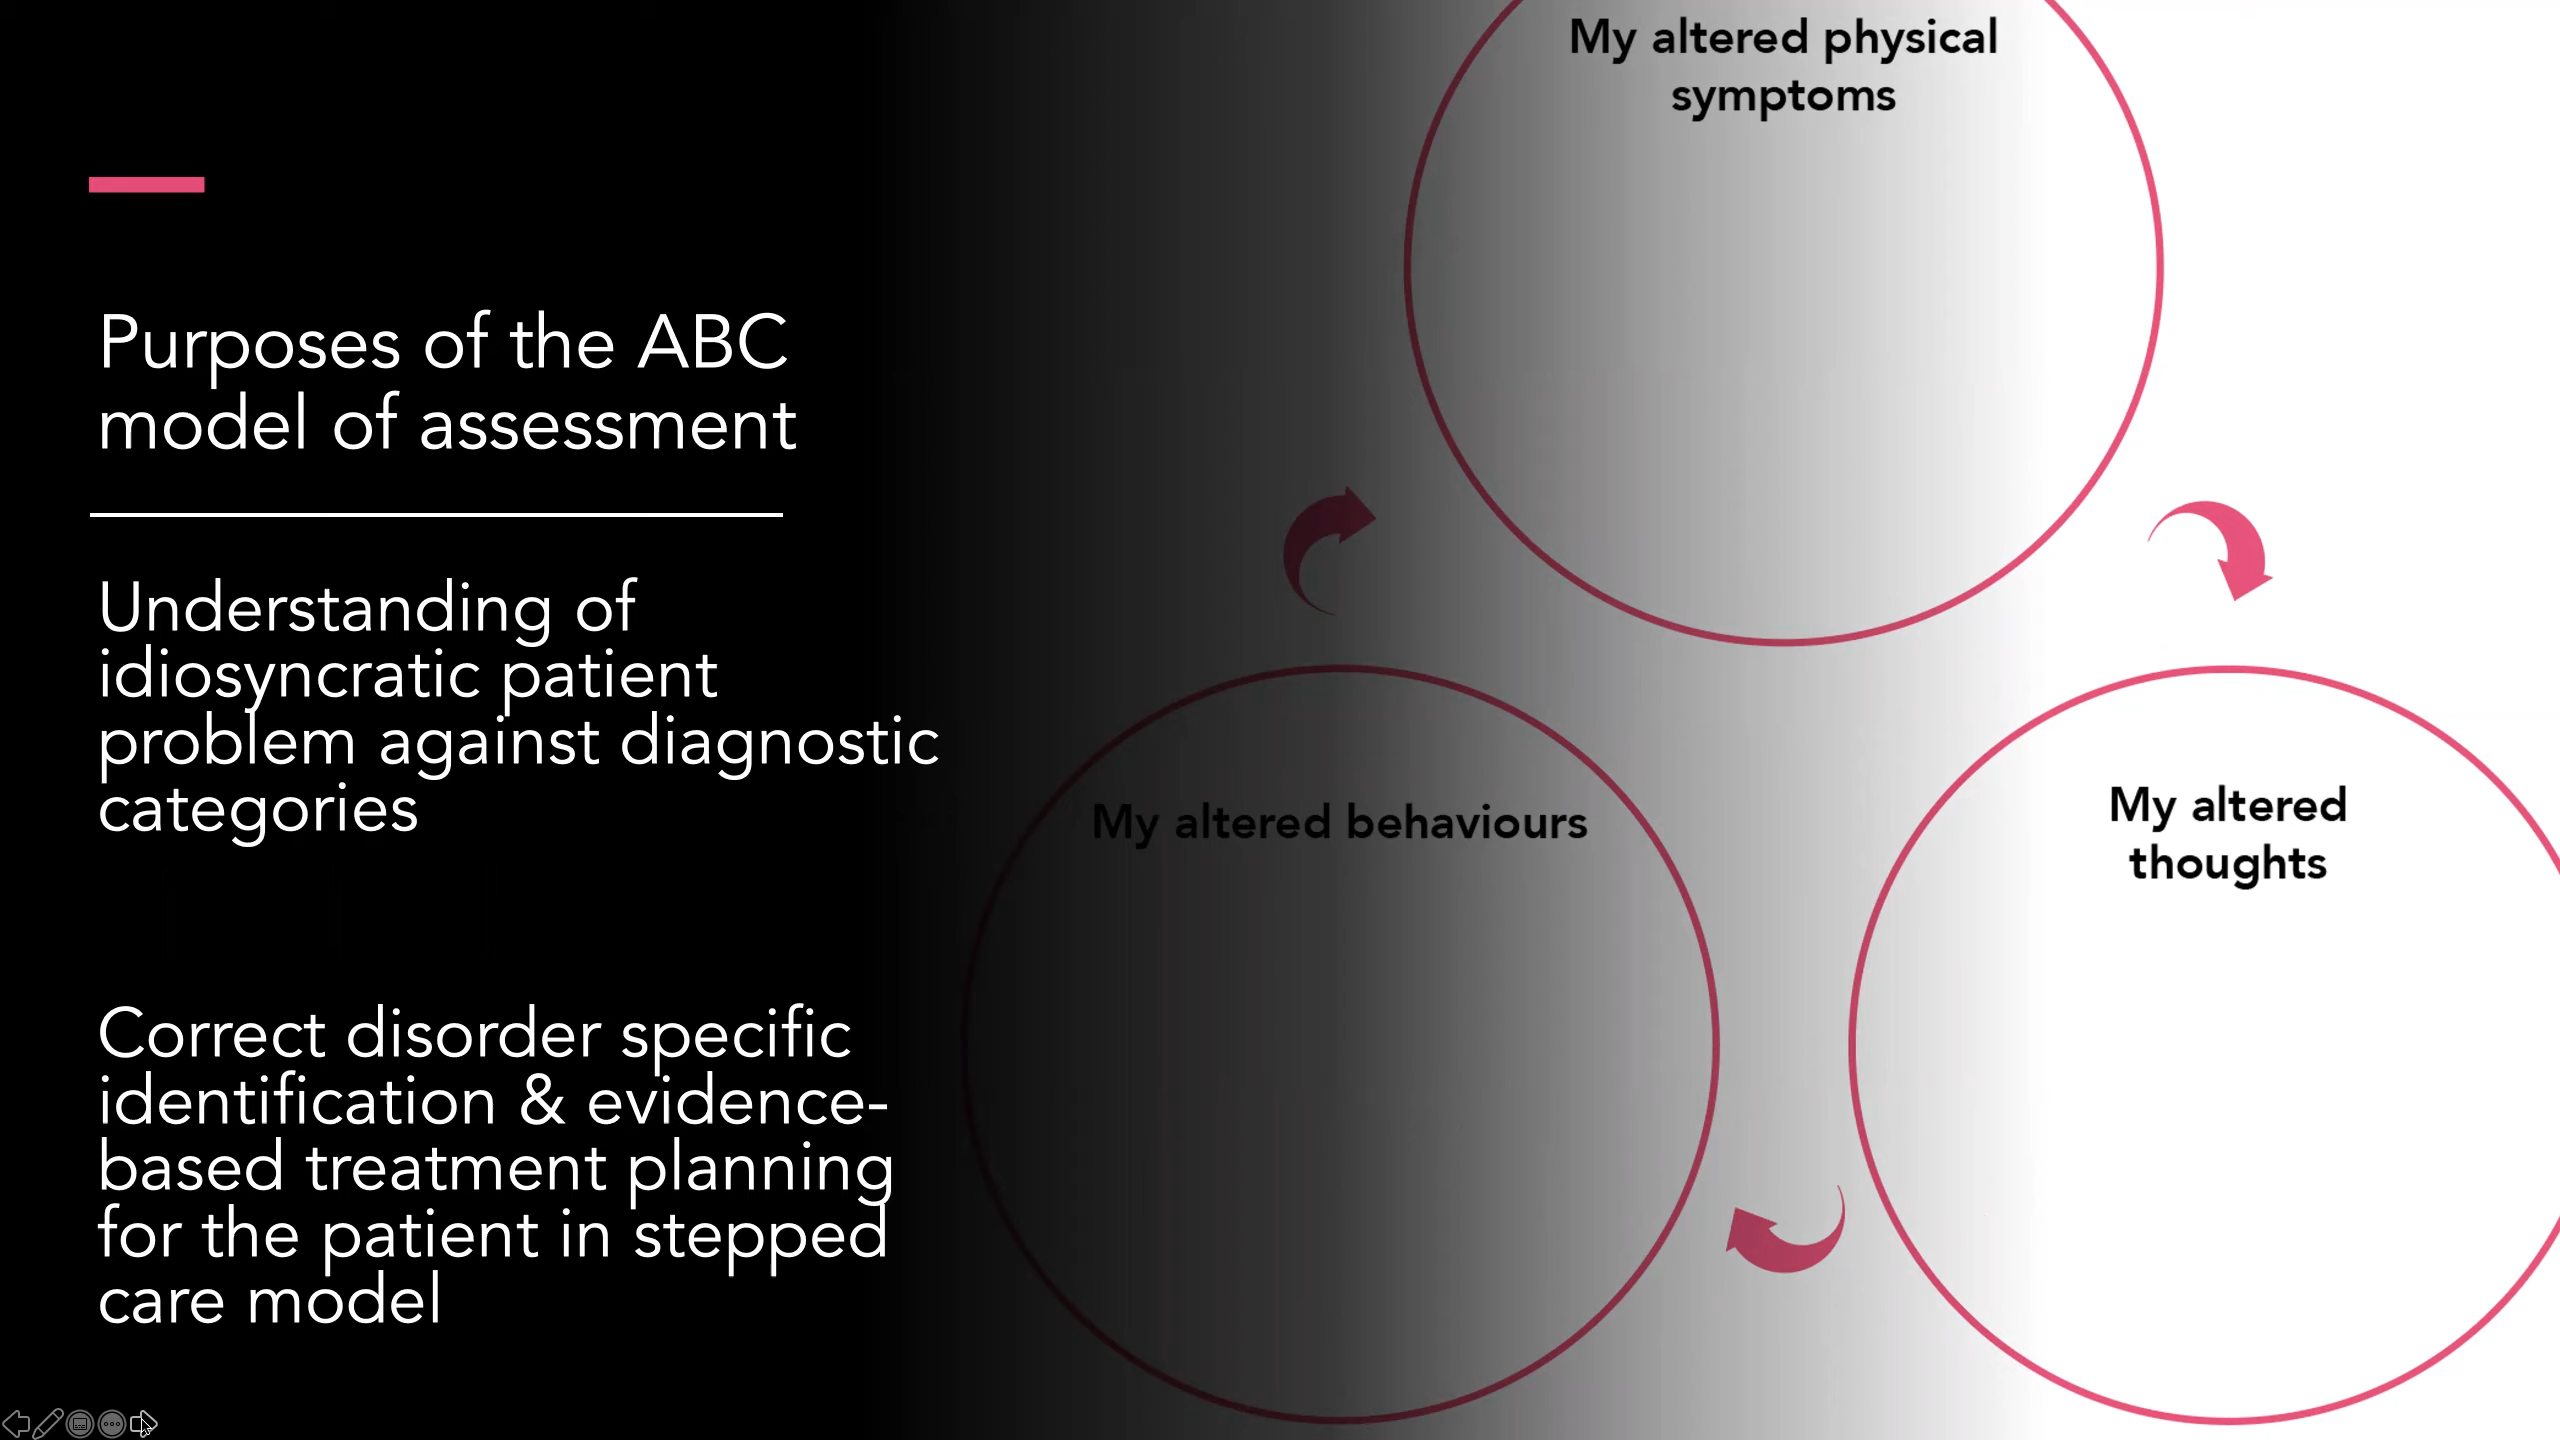 Purposes of the ABC
model of assessment
Understanding of
idiosyncratic patient
problem against diagnostic
categories
Correct disorder specific
identification & evidence-
based treatment planning
for the patient in stepped
care model
My altered physical
symptoms
My altered behaviours
My altered
thoughts